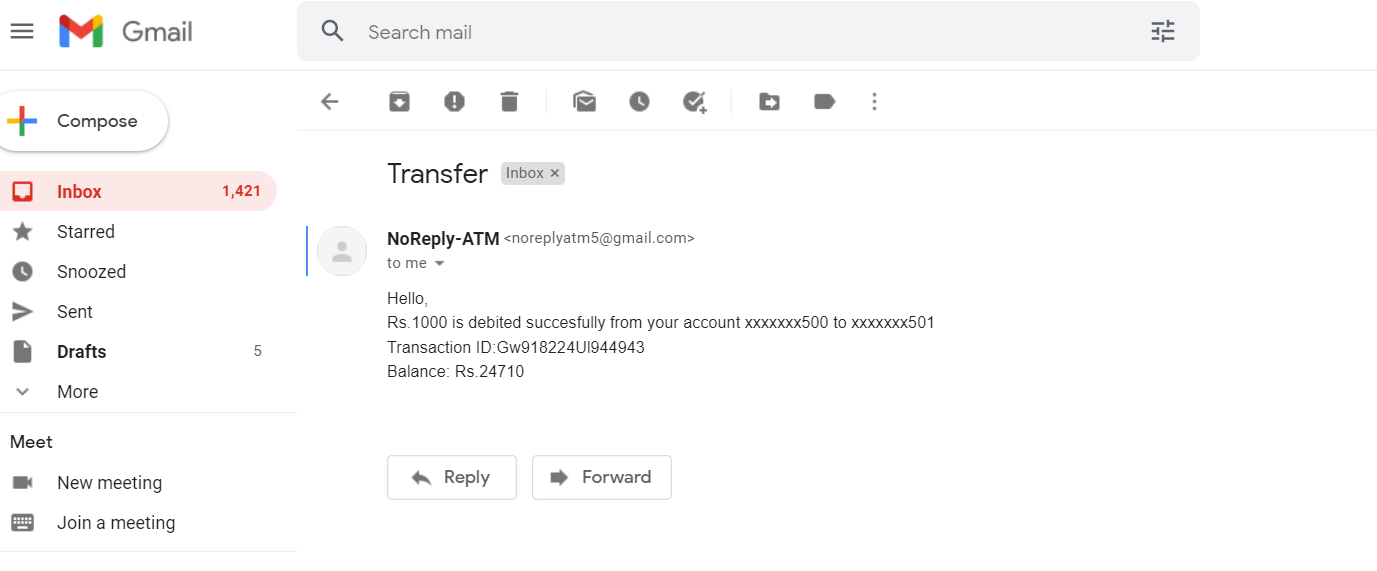 Gmail
Search mail
Compose
Inbox 1,421
Starred
Snoozed
Sent
Drafts 5
More
Meet
New meeting
Join a meeting
Transfer Inbox ×
NoReply-ATM <noreplyatm5@gmail.com>
to me
Hello,
Rs.1000 is debited succesfully from your account xxxxxxx500 to xxxxxxx501
Transaction ID:Gw918224UI944943
Balance: Rs.24710
Reply Forward